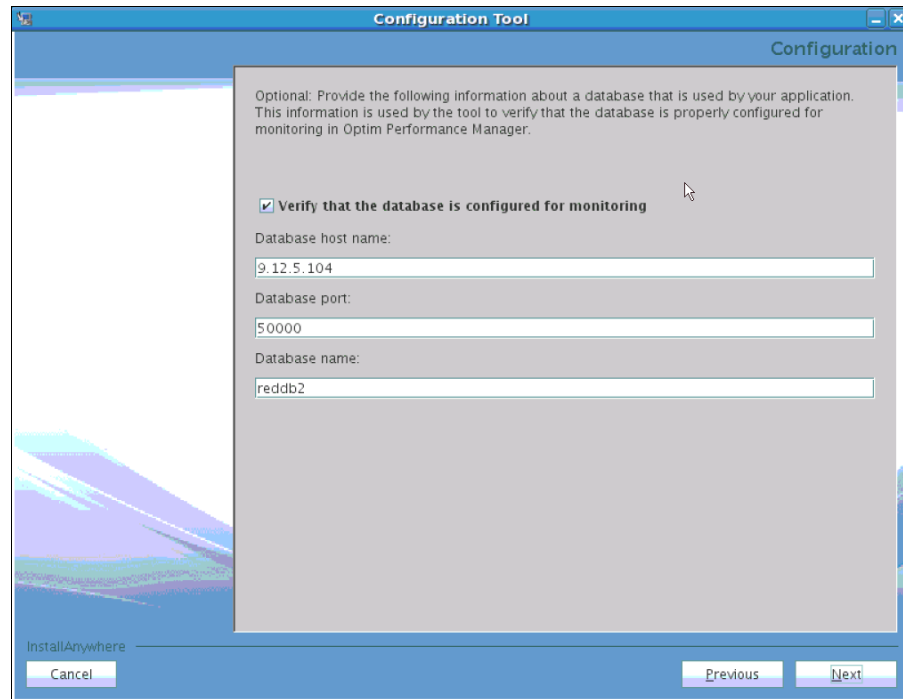 Configuration Tool
Configuration
Optional: Provide the following information about a database that is used by your application.
This information is used by the tool to verify that the database is properly configured for
monitoring in Optim Performance Manager.
Verify that the database is configured for monitoring
Database host name:
9.12.5.104
Database port:
50000
Database name:
reddb2
InstallAnywhere
Cancel
Previous
Next